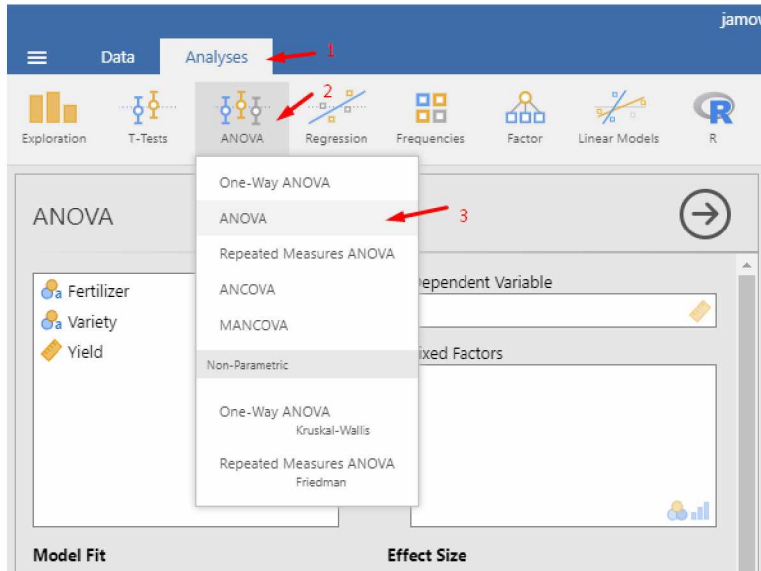 jamov
Data Analyses 1
2
Exploration T-Tests ANOVA Regression Frequencies Factor Linear Models R
One-Way ANOVA
ANOVA ANOVA 3
Repeated Measures ANOVA
Fertilizer ANCOVA ependent Variable
Variety MANCOVA
Yield Non-Parametric ixed Factors
One-Way ANOVA
Kruskal-Wallis
Repeated Measures ANOVA
Friedman
Model Fit Effect Size